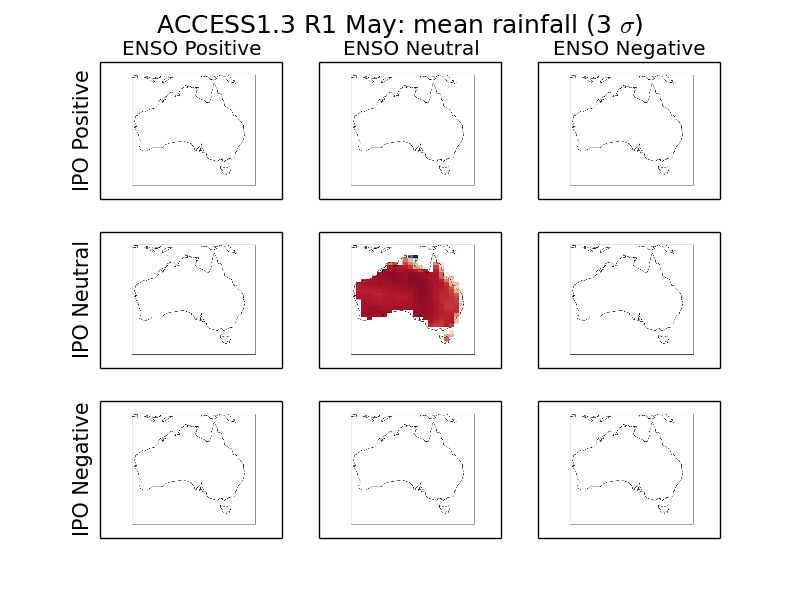 ACCESS1.3 R1 May: mean rainfall (3 σ)
ENSO Positive
ENSO Neutral
ENSO Negative
IPO Positive
IPO Neutral
IPO Negative